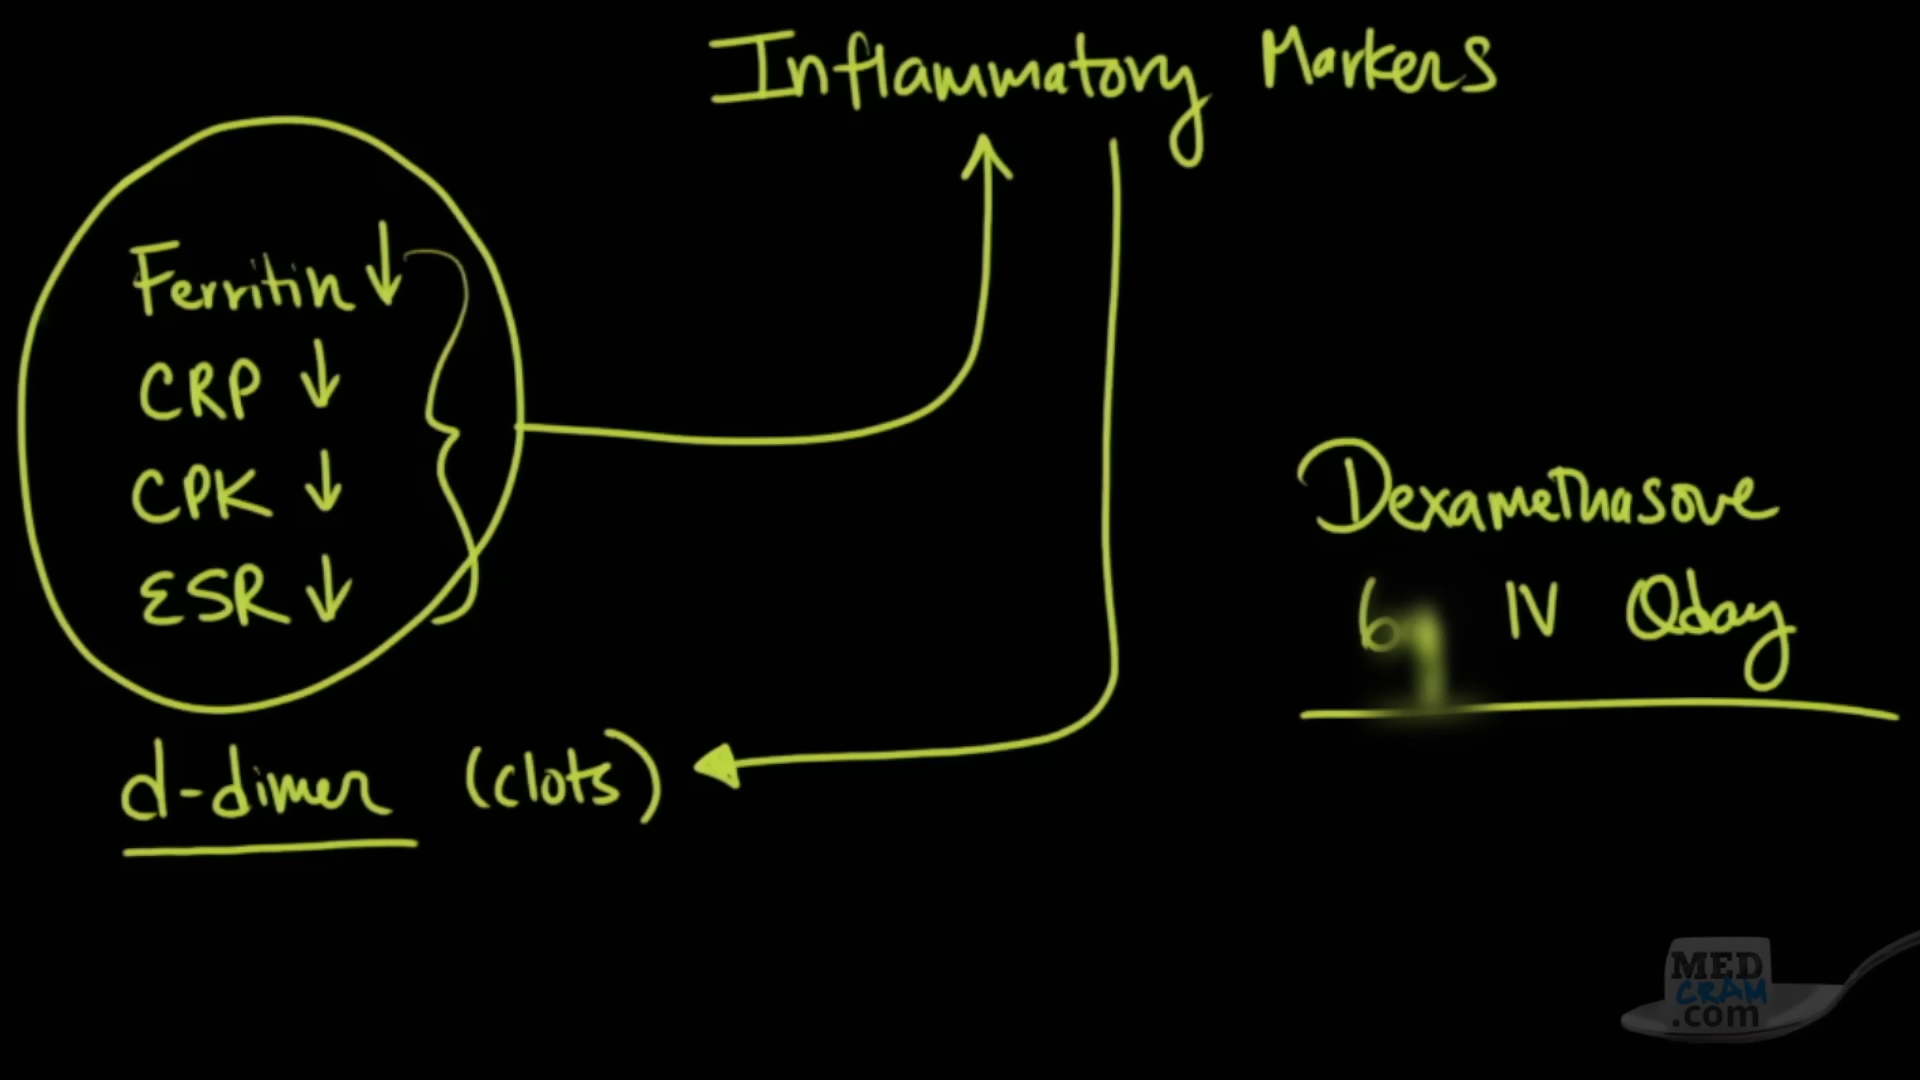 Inflammatory Markers
Ferritin ↓
CRP ↓
CPK ↓
ESR ↓
Dexamethasone
IV Qday
d-dimer (clots)
MED
CRAM
.com